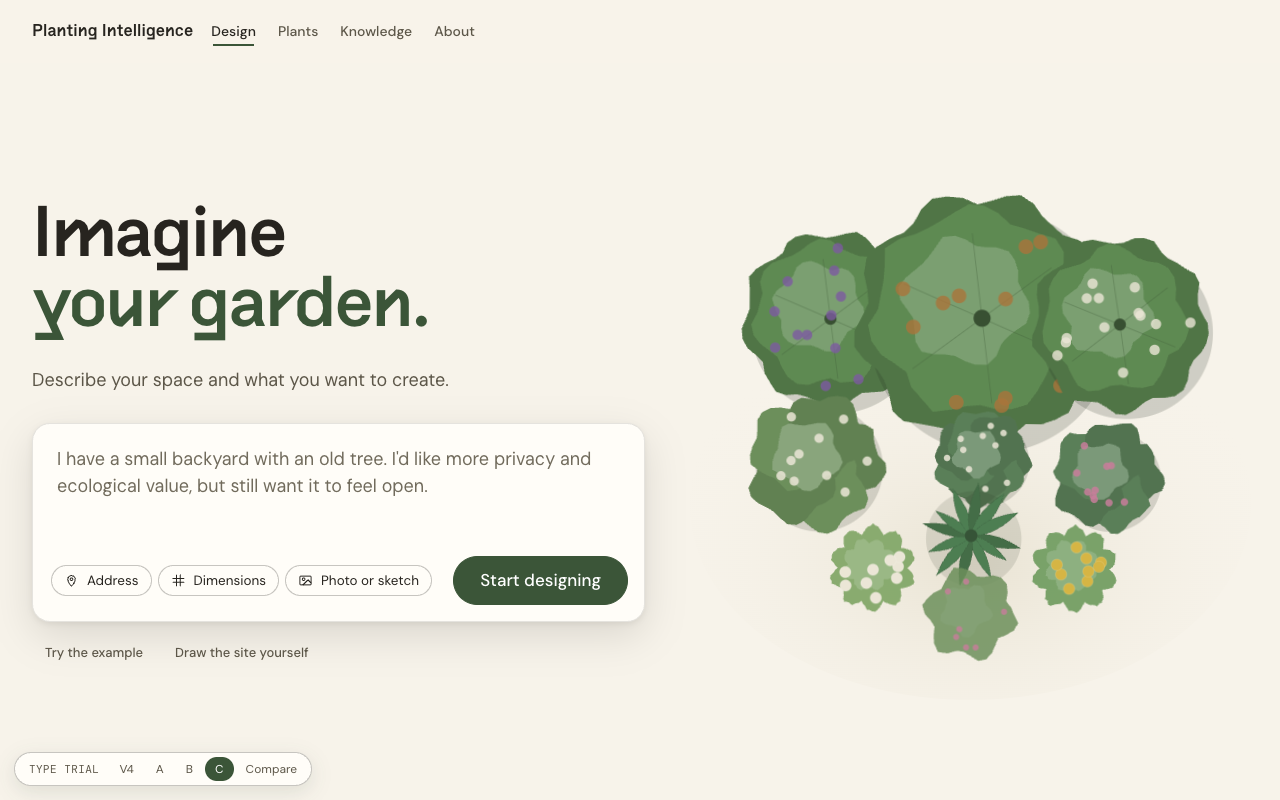 Planting Intelligence Design Plants Knowledge About
Imagine
your garden.
Describe your space and what you want to create.
I have a small backyard with an old tree. I'd like more privacy and
ecological value, but still want it to feel open.
Address Dimensions Photo or sketch Start designing
Try the example Draw the site yourself
TYPE TRIAL V4 A B C Compare